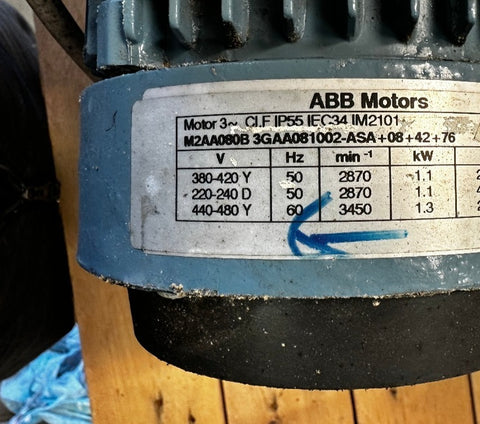 ABB Motors
Motor 3~ CLF IP55 IEC34 IM2101
M2AA080B 3GAA081002-ASA+08+42+76
V Hz min⁻¹ kW
380-420 Y 50 2870 1.1
220-240 D 50 2870 1.1
440-480 Y 60 3450 1.3